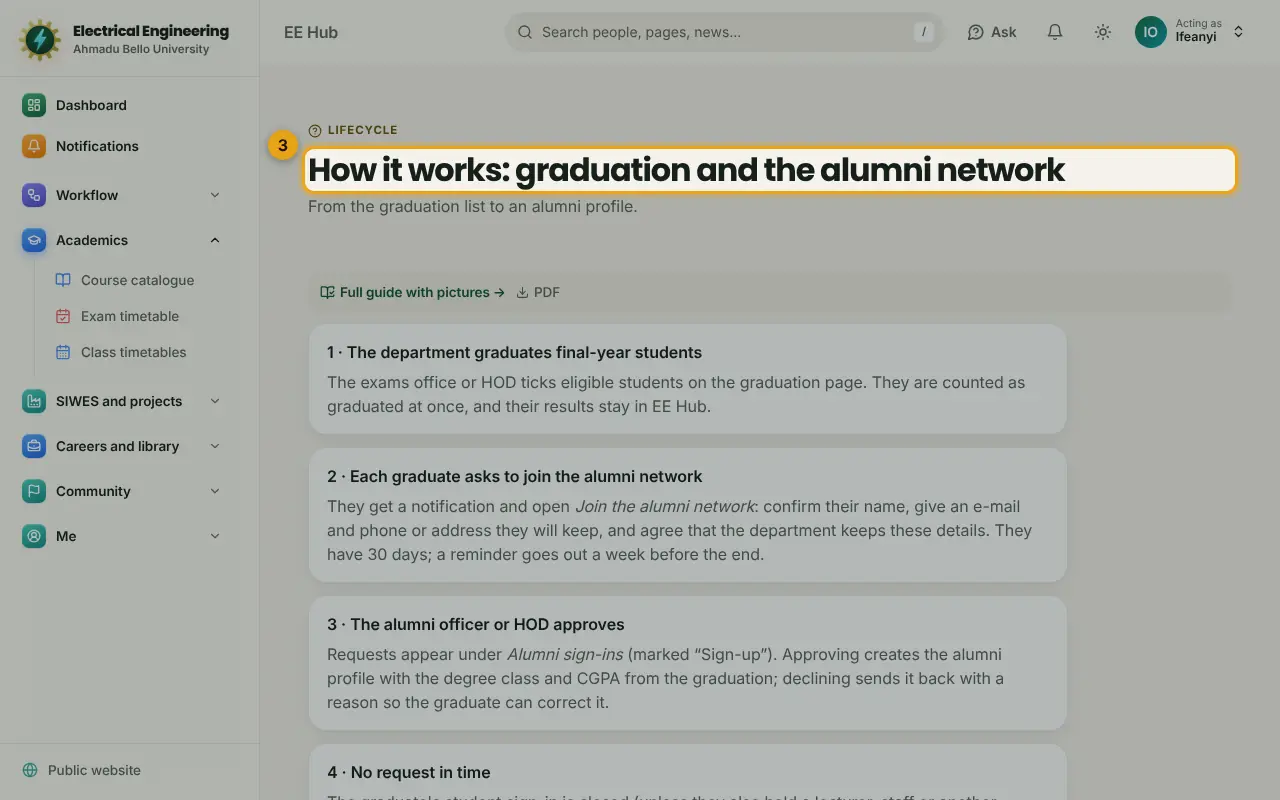 Electrical Engineering
Ahmadu Bello University
EE Hub
Search people, pages, news...
/
Ask
IO
Acting as
Ifeanyi
Dashboard
Notifications
Workflow
Academics
Course catalogue
Exam timetable
Class timetables
SIWES and projects
Careers and library
Community
Me
Public website
LIFECYCLE
3
How it works: graduation and the alumni network
From the graduation list to an alumni profile.
Full guide with pictures →
PDF
1 · The department graduates final-year students
The exams office or HOD ticks eligible students on the graduation page. They are counted as
graduated at once, and their results stay in EE Hub.
2 · Each graduate asks to join the alumni network
They get a notification and open Join the alumni network: confirm their name, give an e-mail
and phone or address they will keep, and agree that the department keeps these details. They
have 30 days; a reminder goes out a week before the end.
3 · The alumni officer or HOD approves
Requests appear under Alumni sign-ins (marked “Sign-up”). Approving creates the alumni
profile with the degree class and CGPA from the graduation; declining sends it back with a
reason so the graduate can correct it.
4 · No request in time